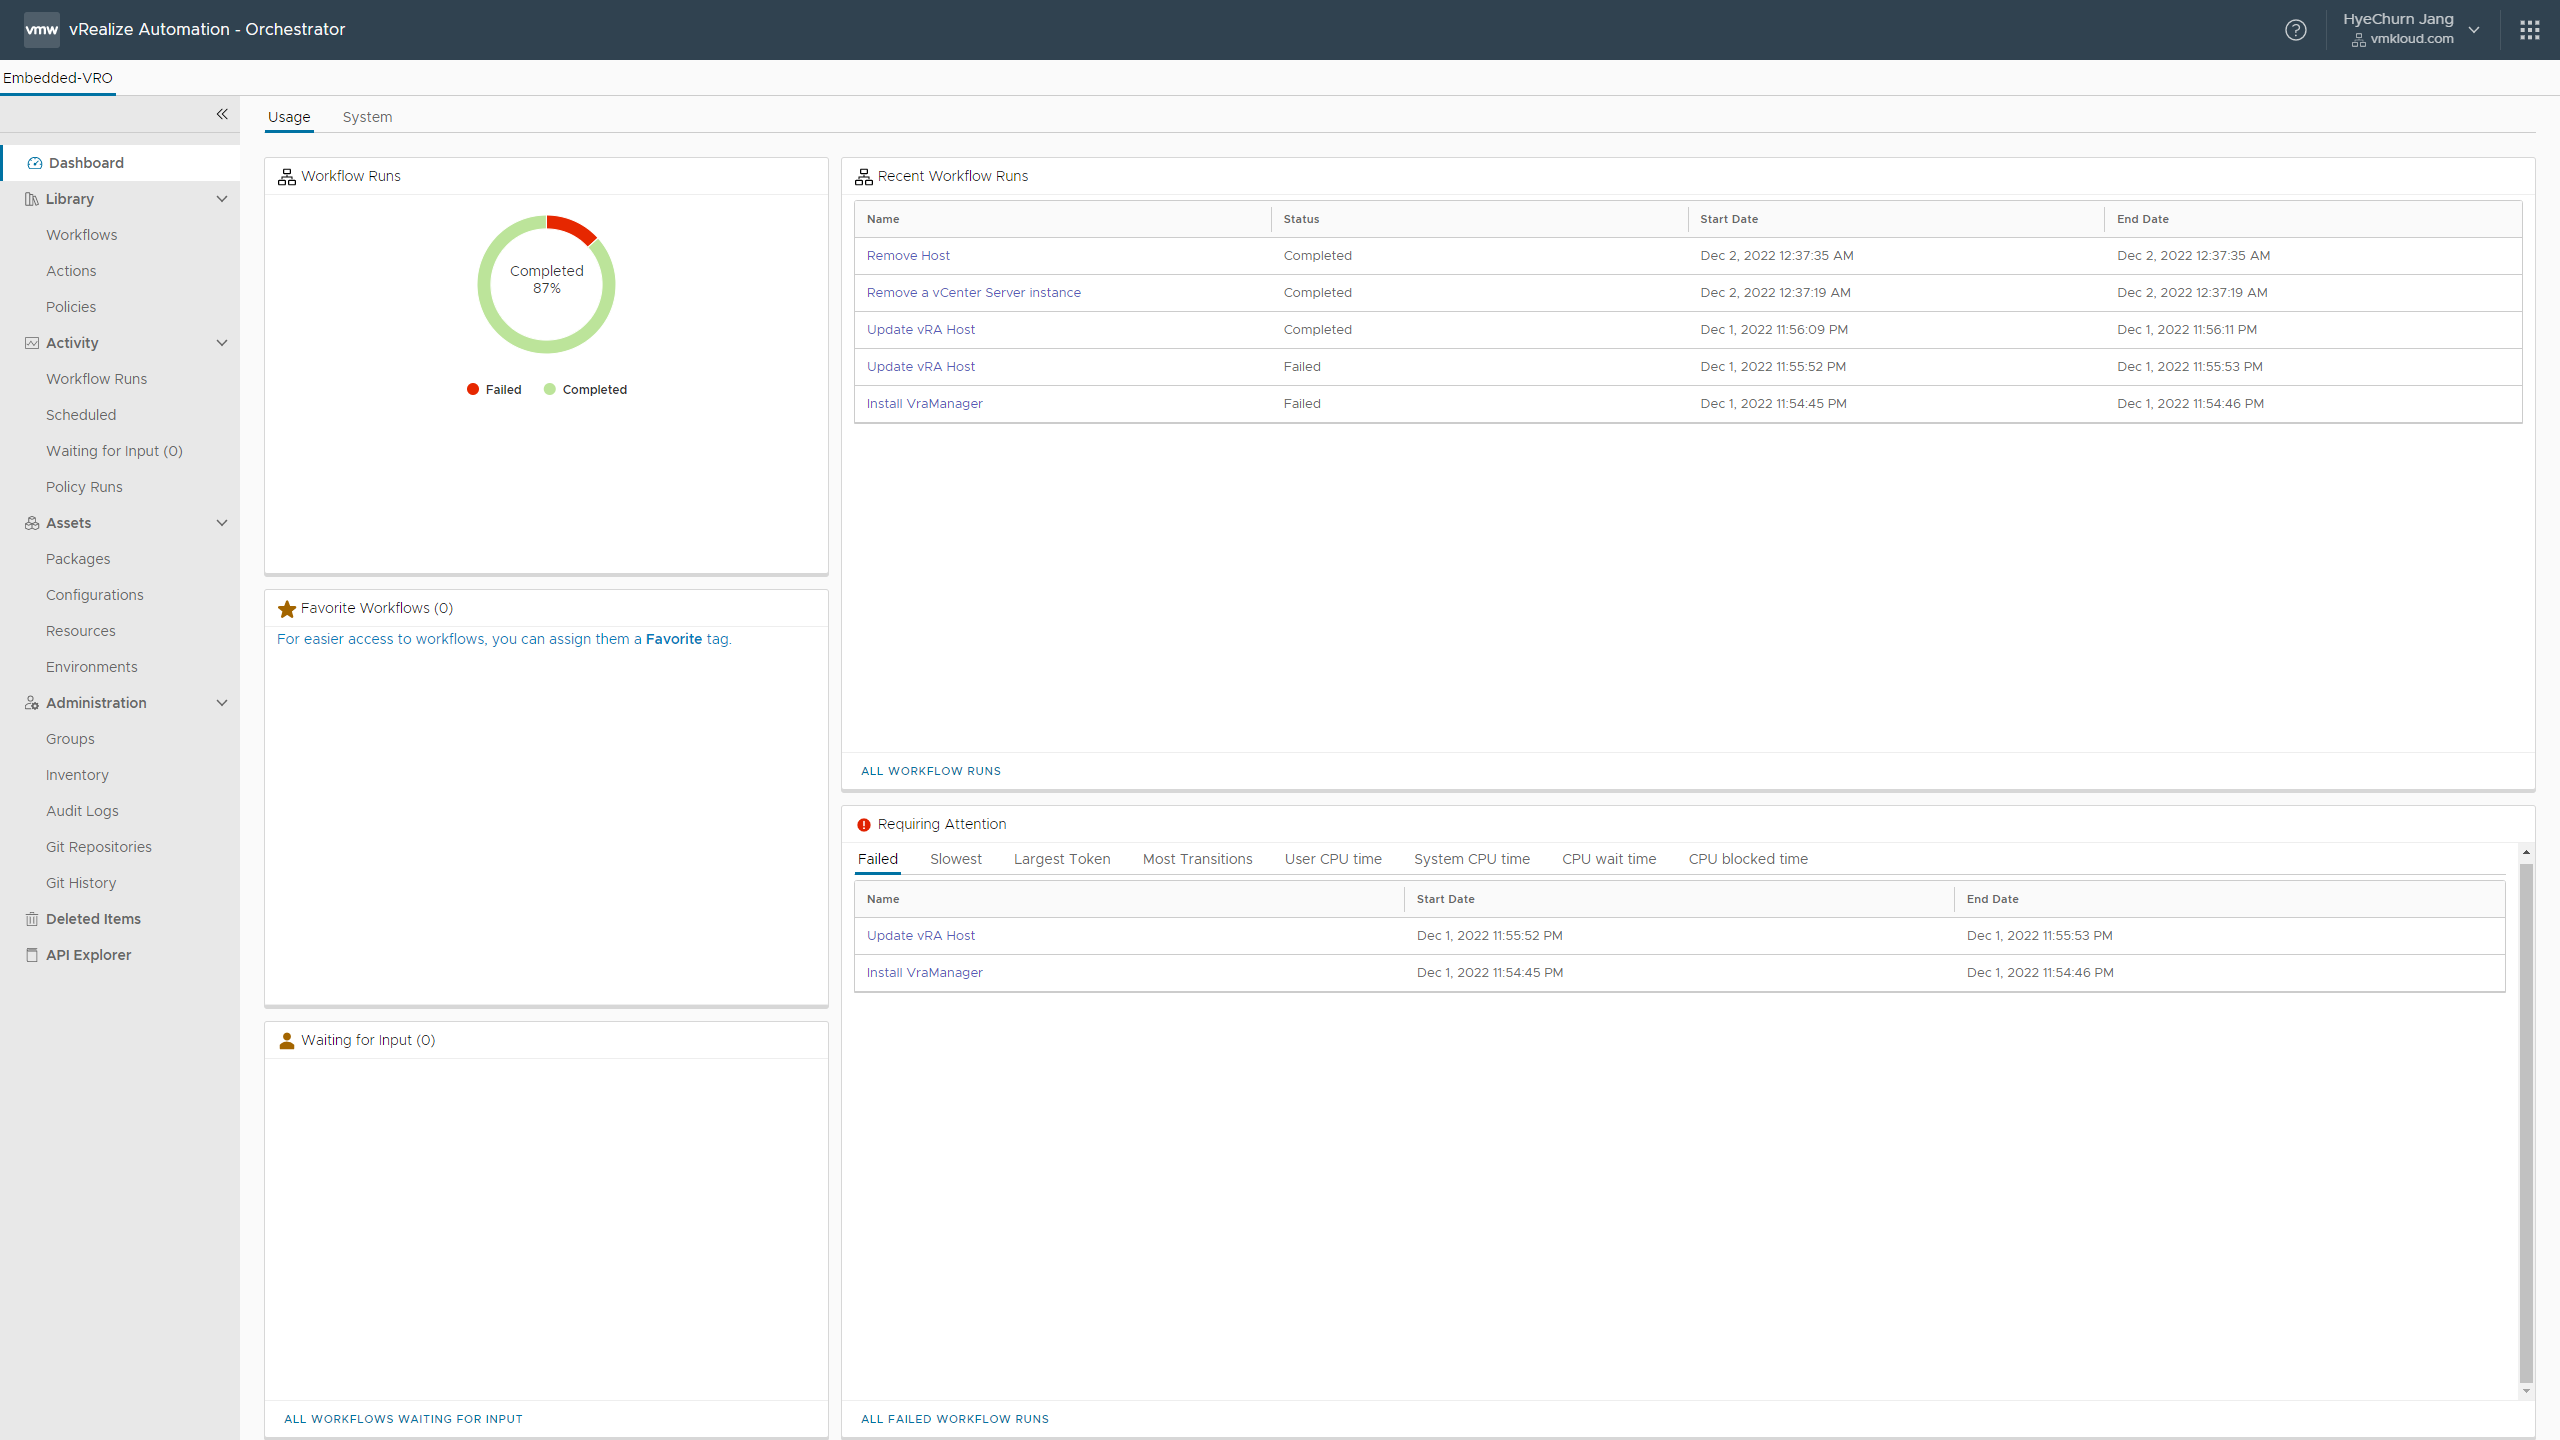 vmw vRealize Automation - Orchestrator
HyeChurn Jang
vmkloud.com
Embedded-VRO
Dashboard
Library
Workflows
Actions
Policies
Activity
Workflow Runs
Scheduled
Waiting for Input (0)
Policy Runs
Assets
Packages
Configurations
Resources
Environments
Administration
Groups
Inventory
Audit Logs
Git Repositories
Git History
Deleted Items
API Explorer
Usage System
Workflow Runs
Completed
87%
Failed Completed
Favorite Workflows (0)
For easier access to workflows, you can assign them a Favorite tag.
Waiting for Input (0)
ALL WORKFLOWS WAITING FOR INPUT
Recent Workflow Runs
Name Status Start Date End Date
Remove Host Completed Dec 2, 2022 12:37:35 AM Dec 2, 2022 12:37:35 AM
Remove a vCenter Server instance Completed Dec 2, 2022 12:37:19 AM Dec 2, 2022 12:37:19 AM
Update vRA Host Completed Dec 1, 2022 11:56:09 PM Dec 1, 2022 11:56:11 PM
Update vRA Host Failed Dec 1, 2022 11:55:52 PM Dec 1, 2022 11:55:53 PM
Install VraManager Failed Dec 1, 2022 11:54:45 PM Dec 1, 2022 11:54:46 PM
ALL WORKFLOW RUNS
Requiring Attention
Failed Slowest Largest Token Most Transitions User CPU time System CPU time CPU wait time CPU blocked time
Name Start Date End Date
Update vRA Host Dec 1, 2022 11:55:52 PM Dec 1, 2022 11:55:53 PM
Install VraManager Dec 1, 2022 11:54:45 PM Dec 1, 2022 11:54:46 PM
ALL FAILED WORKFLOW RUNS